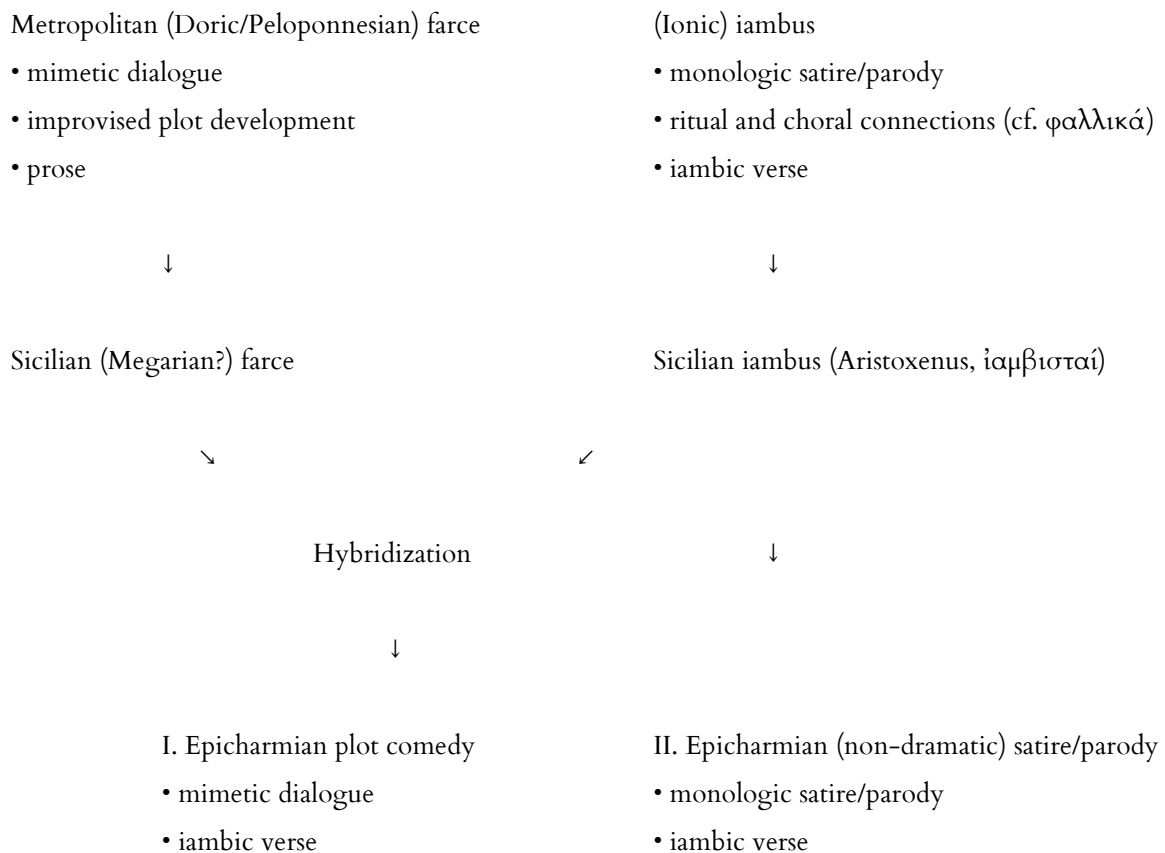 Metropolitan (Doric/Peloponnesian) farce
• mimetic dialogue
• improvised plot development
• prose
(Ionic) iambus
• monologic satire/parody
• ritual and choral connections (cf. φαλλικά)
• iambic verse
↓ ↓
Sicilian (Megarian?) farce
Sicilian iambus (Aristoxenus, ἰαμβισταί)
↘ ↙
Hybridization ↓
↓
I. Epicharmian plot comedy
• mimetic dialogue
• iambic verse
II. Epicharmian (non-dramatic) satire/parody
• monologic satire/parody
• iambic verse